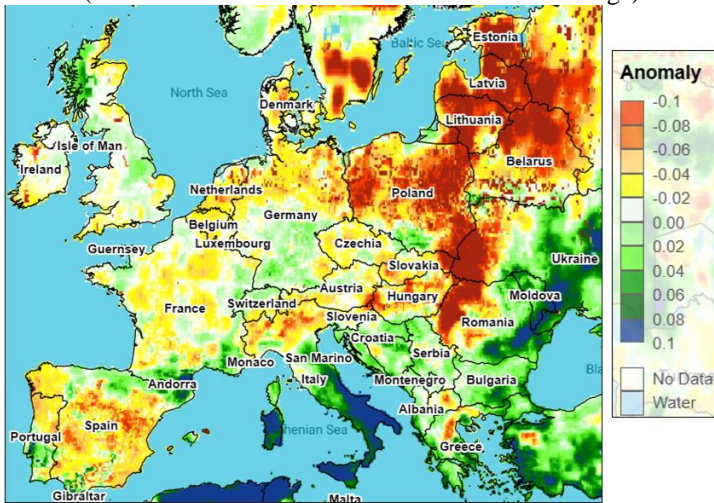 Baltic Sea
Estonia
North Sea
Latvia
Denmark
Lithuania
Isle of Man
Ireland
Belarus
Netherlands
Poland
Belgium
Germany
Guernsey
Luxembourg
Czechia
Ukraine
Slovakia
France
Austria
Switzerland
Hungary
Moldova
Slovenia
Romania
Croatia
Monaco
San Marino
Serbia
Andorra
Italy
Montenegro
Bulgaria
Albania
Portugal
Spain
Greece
Gibraltar
Malta
Anomaly
-0.1
-0.08
-0.06
-0.04
-0.02
0.00
0.02
0.04
0.06
0.08
0.1
No Data
Water